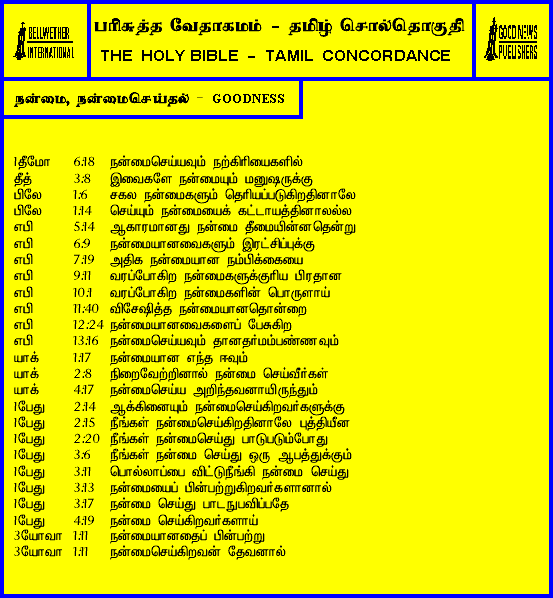 BELLWETHER
INTERNATIONAL
பரிசுத்த வேதாகமம் - தமிழ் சொல்தொகுதி
THE HOLY BIBLE - TAMIL CONCORDANCE
GOOD NEWS
PUBLISHERS
நன்மை, நன்மைசெய்தல் - GOODNESS
1தீமோ 6:18 நன்மைசெய்யவும் நற்கிரியைகளில்
தீத் 3:8 இவைகளே நன்மையும் மனுஷருக்கு
பிலே 1:6 சகல நன்மைகளும் தெரியப்படுகிறதினாலே
பிலே 1:14 செய்யும் நன்மையைக் கட்டாயத்தினாலல்ல
எபி 5:14 ஆகாரமானது நன்மை தீமையின்னதென்று
எபி 6:9 நன்மையானவைகளும் இரட்சிப்புக்கு
எபி 7:19 அதிக நன்மையான நம்பிக்கையை
எபி 9:11 வரப்போகிற நன்மைகளுக்குரிய பிரதான
எபி 10:1 வரப்போகிற நன்மைகளின் பொருளாய்
எபி 11:40 விசேஷித்த நன்மையானதொன்றை
எபி 12:24 நன்மையானவைகளைப் பேசுகிற
எபி 13:16 நன்மைசெய்யவும் தானதர்மம்பண்ணவும்
யாக் 1:17 நன்மையான எந்த ஈவும்
யாக் 2:8 நிறைவேற்றினால் நன்மை செய்வீர்கள்
யாக் 4:17 நன்மைசெய்ய அறிந்தவனாயிருந்தும்
1பேது 2:14 ஆக்கினையும் நன்மைசெய்கிறவர்களுக்கு
1பேது 2:15 நீங்கள் நன்மைசெய்கிறதினாலே புத்தியீன
1பேது 2:20 நீங்கள் நன்மைசெய்து பாடுபடும்போது
1பேது 3:6 நீங்கள் நன்மை செய்து ஒரு ஆபத்துக்கும்
1பேது 3:11 பொல்லாப்பை விட்டுநீங்கி நன்மை செய்து
1பேது 3:13 நன்மையைப் பின்பற்றுகிறவர்களானால்
1பேது 3:17 நன்மை செய்து பாடநுபவிப்பதே
1பேது 4:19 நன்மை செய்கிறவர்களாய்
3யோவா 1:11 நன்மையானதைப் பின்பற்று
3யோவா 1:11 நன்மைசெய்கிறவன் தேவனால்